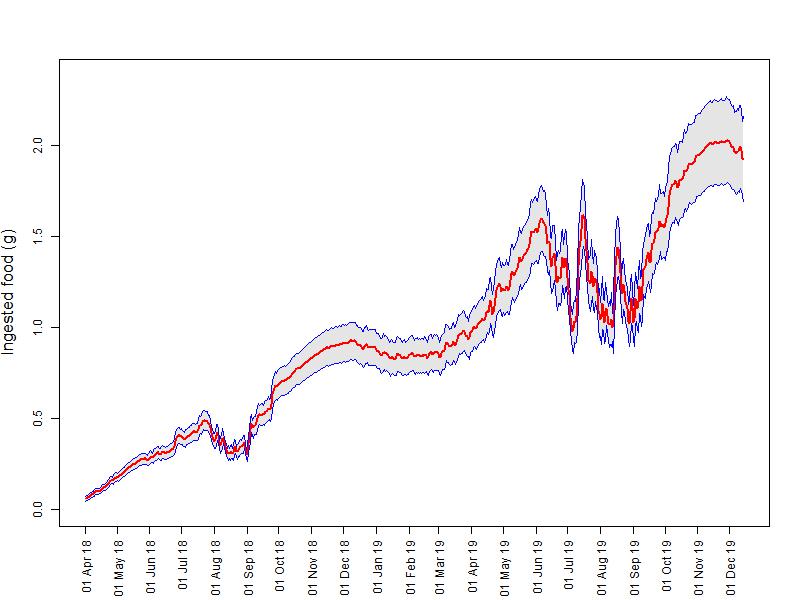 Ingested food (g)
2.0
1.5
1.0
0.5
0.0
01 Apr 18
01 May 18
01 Jun 18
01 Jul 18
01 Aug 18
01 Sep 18
01 Oct 18
01 Nov 18
01 Dec 18
01 Jan 19
01 Feb 19
01 Mar 19
01 Apr 19
01 May 19
01 Jun 19
01 Jul 19
01 Aug 19
01 Sep 19
01 Oct 19
01 Nov 19
01 Dec 19